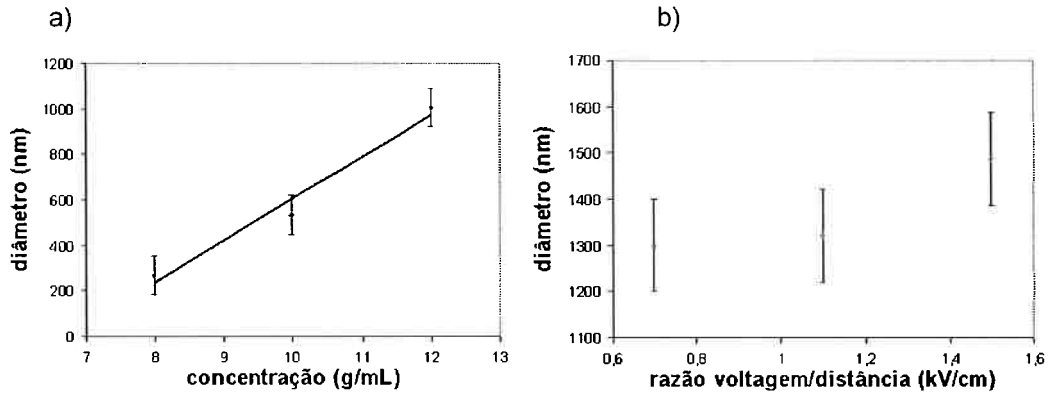 a)
1200
1000
800
600
400
200
0
7 8 9 10 11 12 13
diâmetro (nm)
concentração (g/mL)
b)
1700
1600
1500
1400
1300
1200
1100
0,6 0,8 1 1,2 1,4 1,6
diâmetro (nm)
razão voltagem/distância (kV/cm)